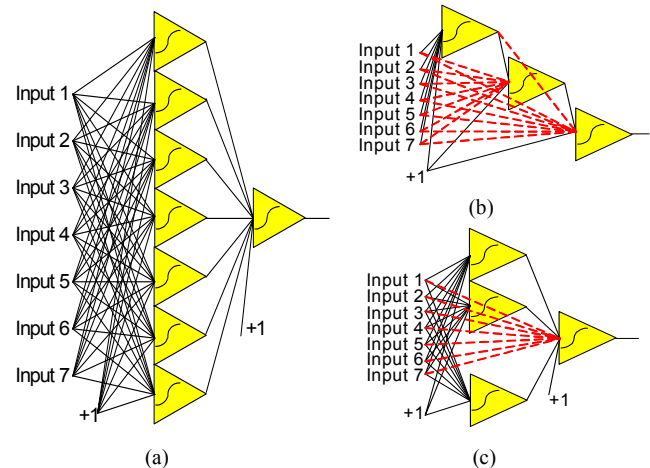 Input 1
Input 2
Input 3
Input 4
Input 5
Input 6
Input 7
+1
+1
(a)
Input 1
Input 2
Input 3
Input 4
Input 5
Input 6
Input 7
+1
(b)
Input 1
Input 2
Input 3
Input 4
Input 5
Input 6
Input 7
+1
+1
(c)